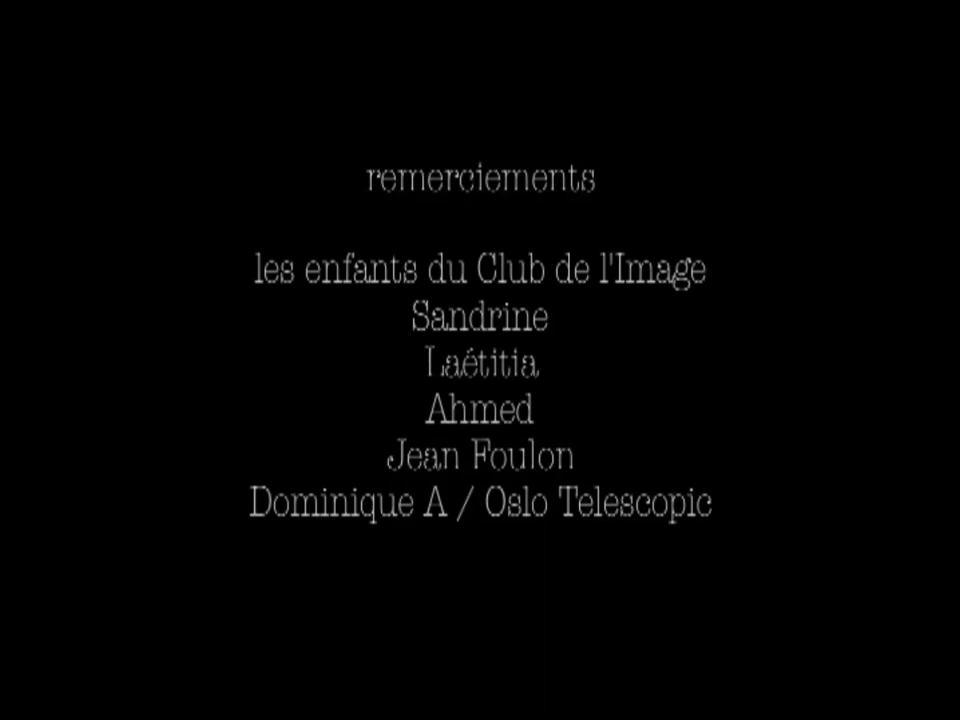 remerciements
les enfants du Club de l'Image
Sandrine
Laétitia
Ahmed
Jean Foulon
Dominique A / Oslo Telescopic